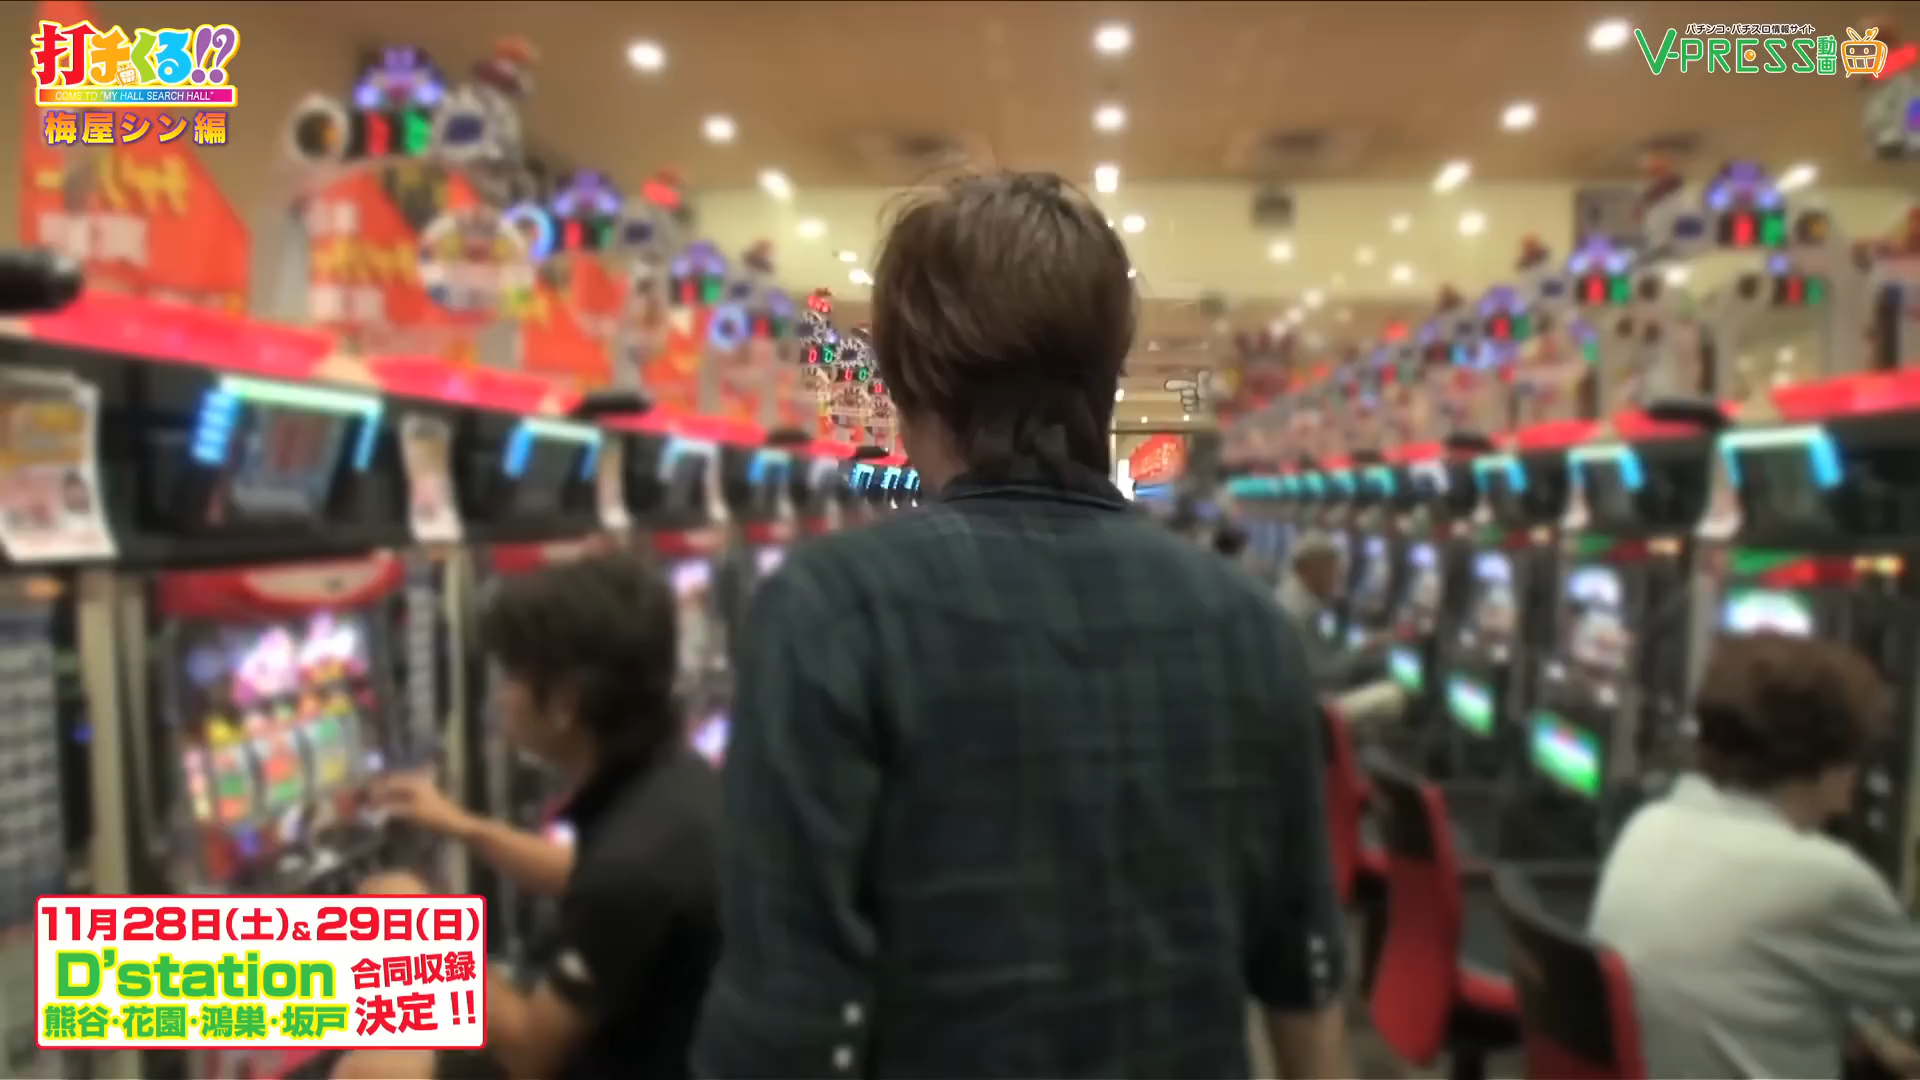 打チくる!?
COME TO "MY HALL SEARCH HALL"
梅屋シン編
パチンコ・パチスロ情報サイト
V-PRESS動画
11月28日(土)&29日(日)
D'station
合同収録
熊谷・花園・鴻巣・坂戸
決定!!